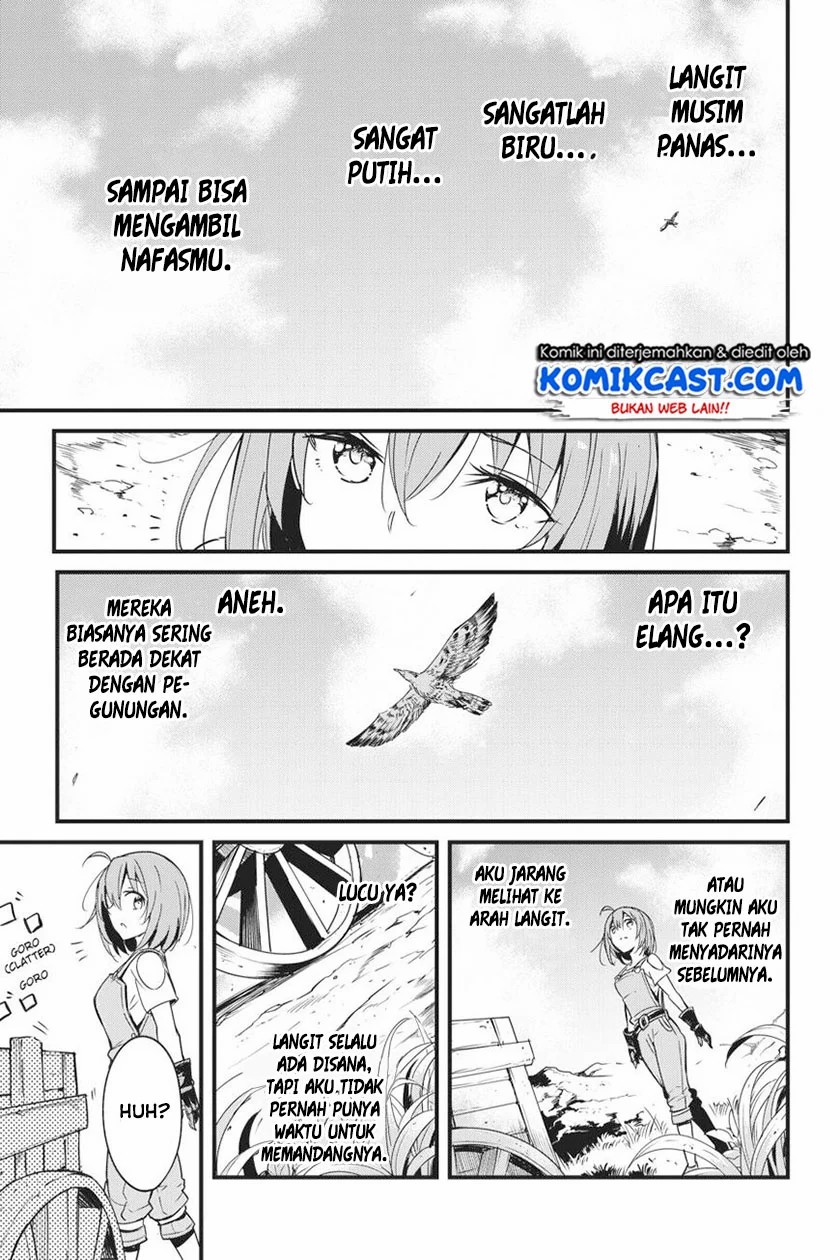 LANGIT
MUSIM
PANAS...
SANGATLAH
BIRU....
SANGAT
PUTIH...
SAMPAI BISA
MENGAMBIL
NAFASMU.
Komik ini diterjemahkan & diedit oleh
KOMIKCAST.COM
BUKAN WEB LAIN!!
APA ITU
ELANG...?
ANEH.
MEREKA
BIASANYA SERING
BERADA DEKAT
DENGAN PE-
GUNUNGAN.
ATAU
MUNGKIN AKU
TAK PERNAH
MENYADARINYA
SEBELUMNYA.
AKU JARANG
MELIHAT KE
ARAH LANGIT.
LUCU YA?
LANGIT SELALU
ADA DISANA,
TAPI AKU TIDAK
PERNAH PUNYA
WAKTU UNTUK
MEMANDANGNYA.
GORO
(CLATTER)
GORO
HUH?